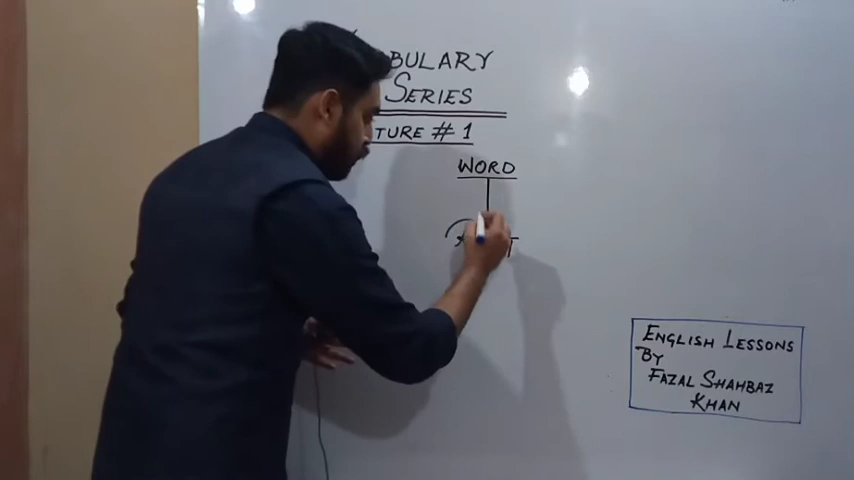 BULARY
SERIES
TURE # 1
WORD
ENGLISH LESSONS
BY
FAZAL SHAHBAZ
KHAN